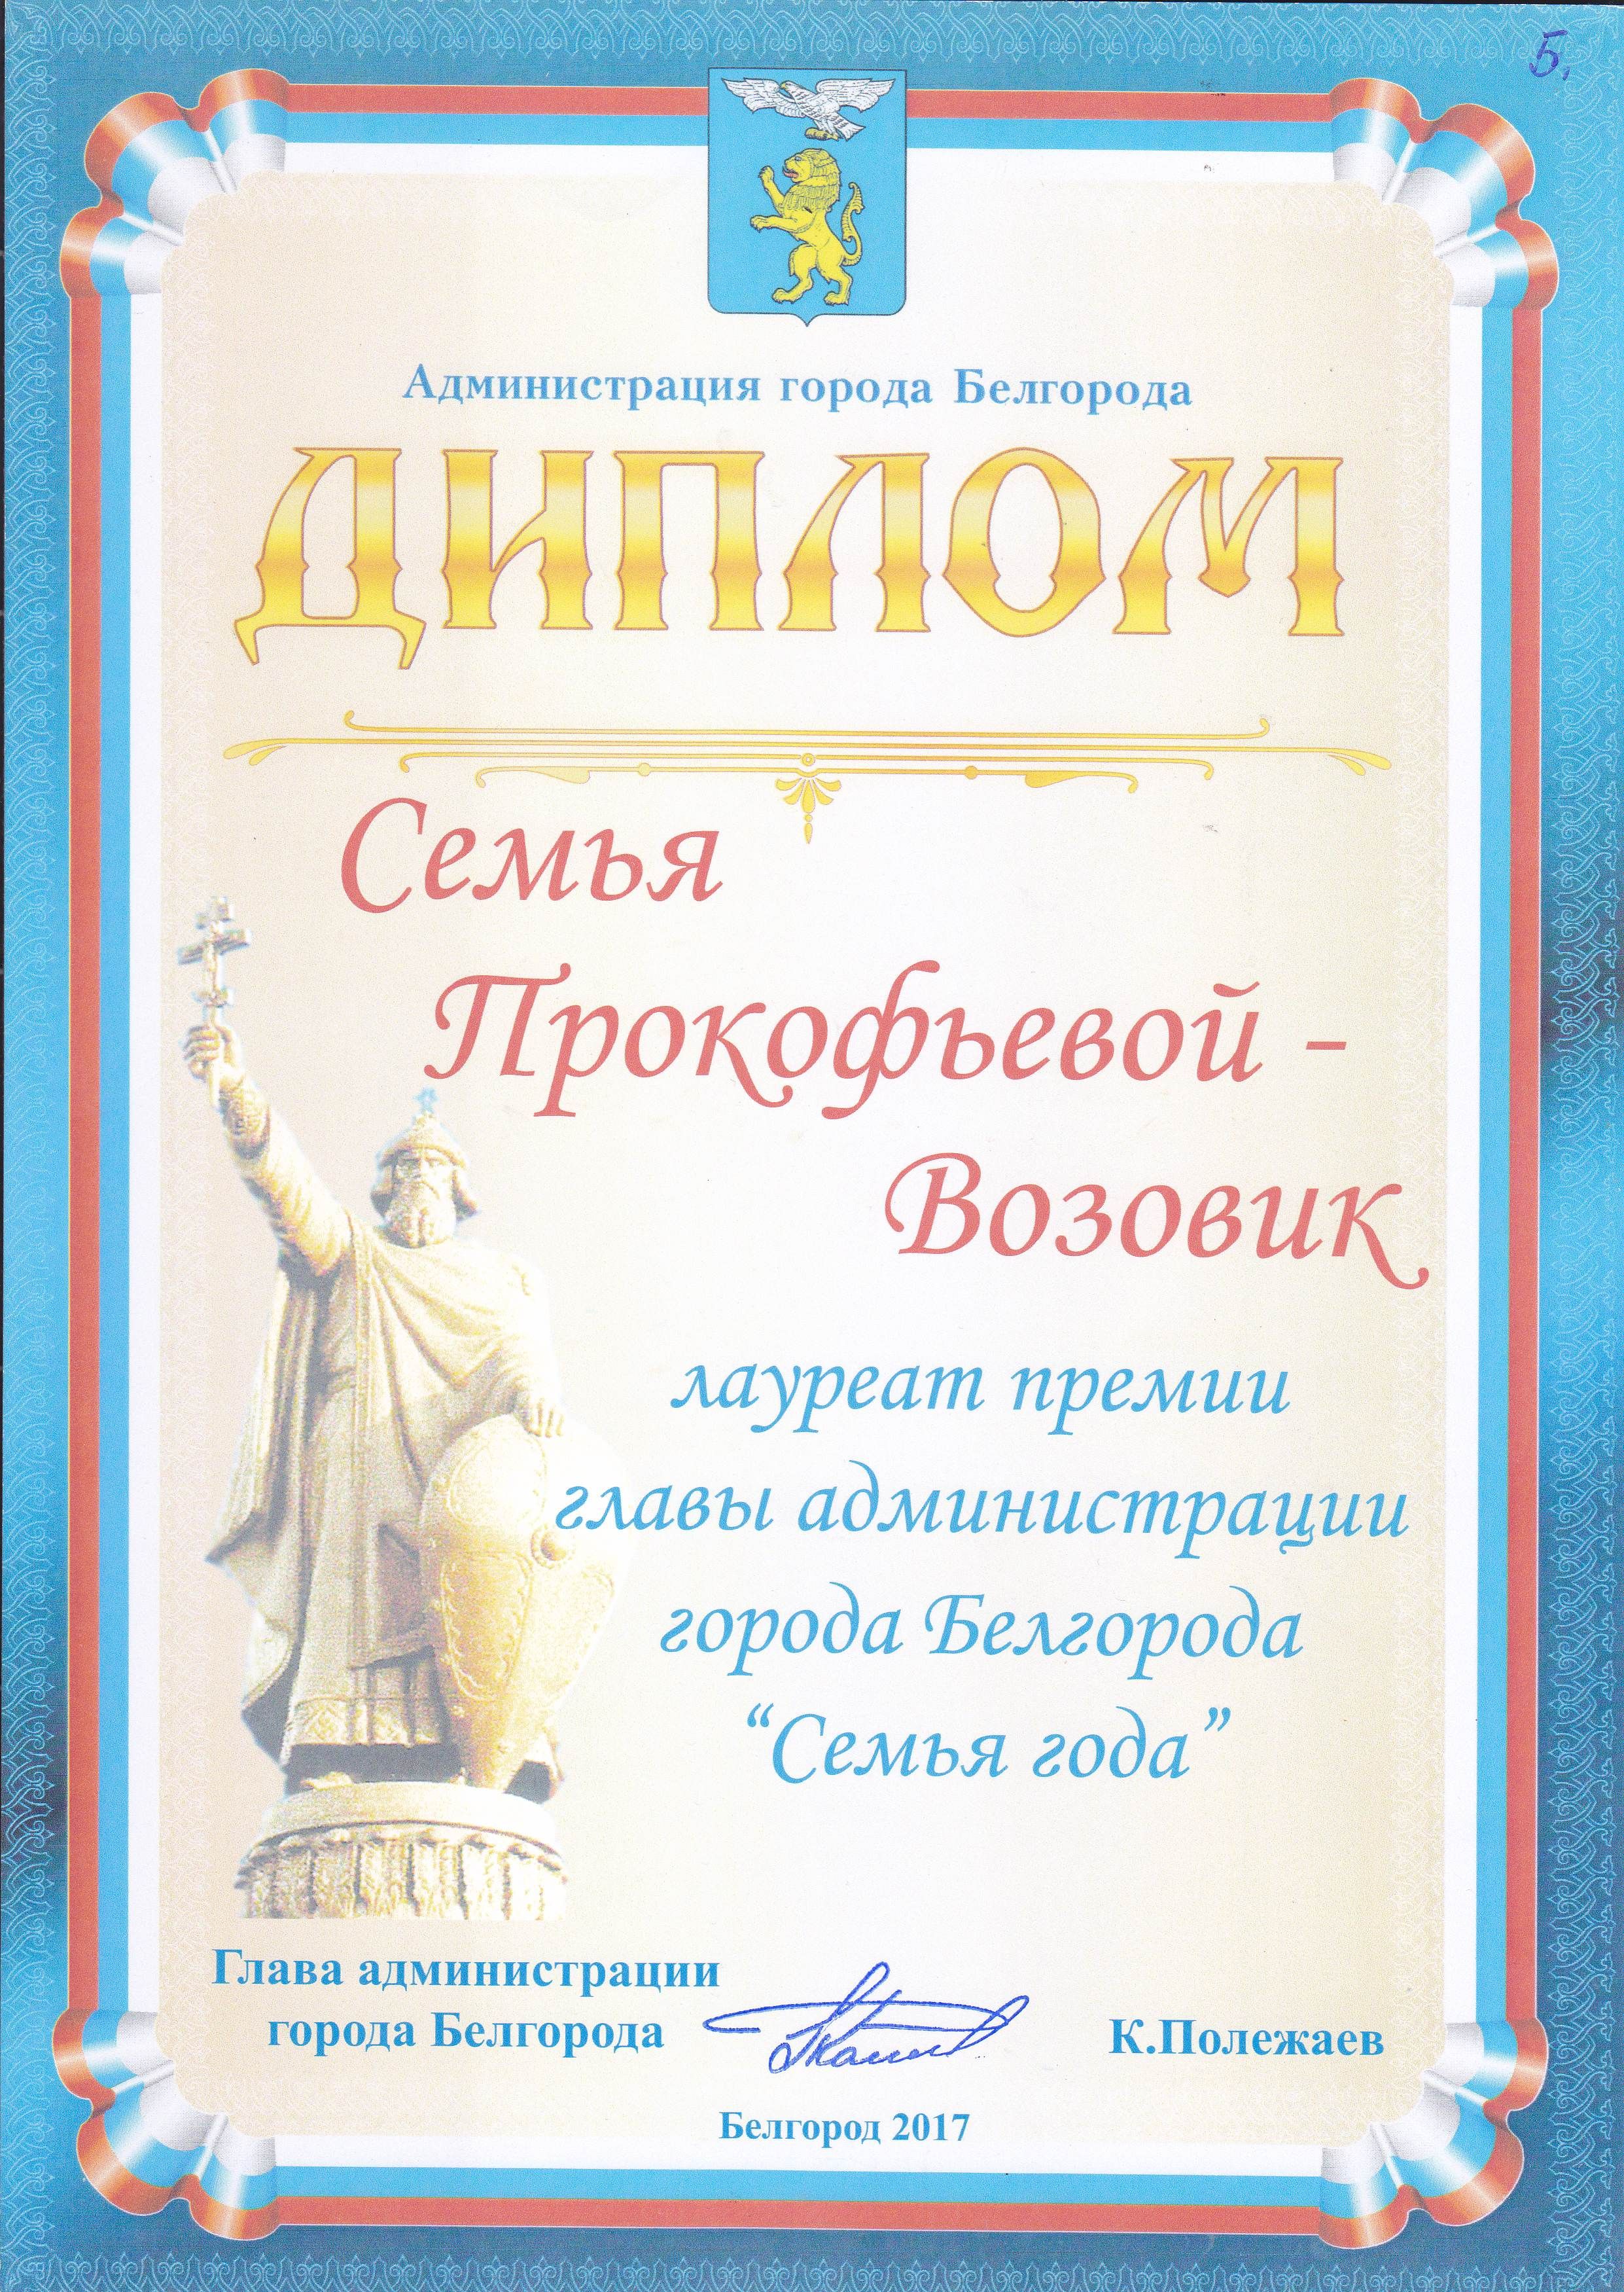 5.
Администрация города Белгорода
ДИПЛОМ
Семья
Прокофьевой -
Возовик
лауреат премии
главы администрации
города Белгорода
“Семья года”
Глава администрации
города Белгорода
К.Полежаев
Белгород 2017